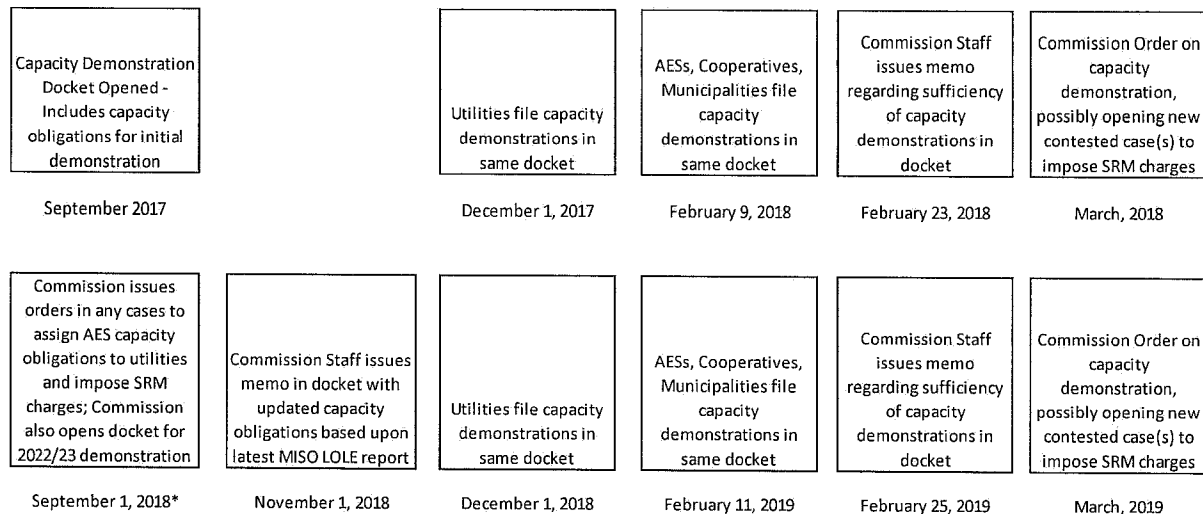 Capacity Demonstration
Docket Opened -
Includes capacity
obligations for initial
demonstration
September 2017
Utilities file capacity
demonstrations in
same docket
December 1, 2017
AESs, Cooperatives,
Municipalities file
capacity
demonstrations in
same docket
February 9, 2018
Commission Staff
issues memo
regarding sufficiency
of capacity
demonstrations in
docket
February 23, 2018
Commission Order on
capacity
demonstration,
possibly opening new
contested case(s) to
impose SRM charges
March, 2018
Commission issues
orders in any cases to
assign AES capacity
obligations to utilities
and impose SRM
charges; Commission
also opens docket for
2022/23 demonstration
September 1, 2018*
Commission Staff issues
memo in docket with
updated capacity
obligations based upon
latest MISO LOLE report
November 1, 2018
Utilities file capacity
demonstrations in
same docket
December 1, 2018
AESs, Cooperatives,
Municipalities file
capacity
demonstrations in
same docket
February 11, 2019
Commission Staff
issues memo
regarding sufficiency
of capacity
demonstrations in
docket
February 25, 2019
Commission Order on
capacity
demonstration,
possibly opening new
contested case(s) to
impose SRM charges
March, 2019